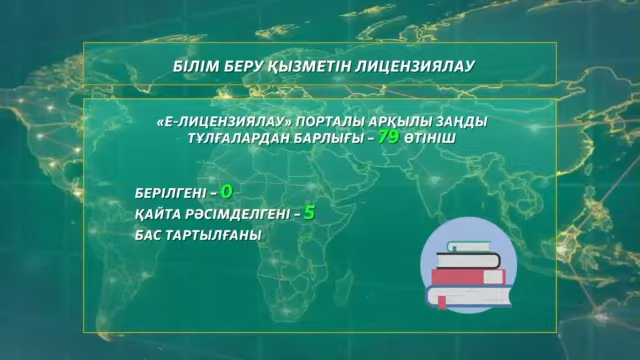 БІЛІМ БЕРУ ҚЫЗМЕТІН ЛИЦЕНЗИЯЛАУ
«Е-ЛИЦЕНЗИЯЛАУ» ПОРТАЛЫ АРҚЫЛЫ ЗАҢДЫ
ТҰЛҒАЛАРДАН БАРЛЫҒЫ – 79 ӨТІНІШ
БЕРІЛГЕНІ – 0
ҚАЙТА РӘСІМДЕЛГЕНІ – 5
БАС ТАРТЫЛҒАНЫ